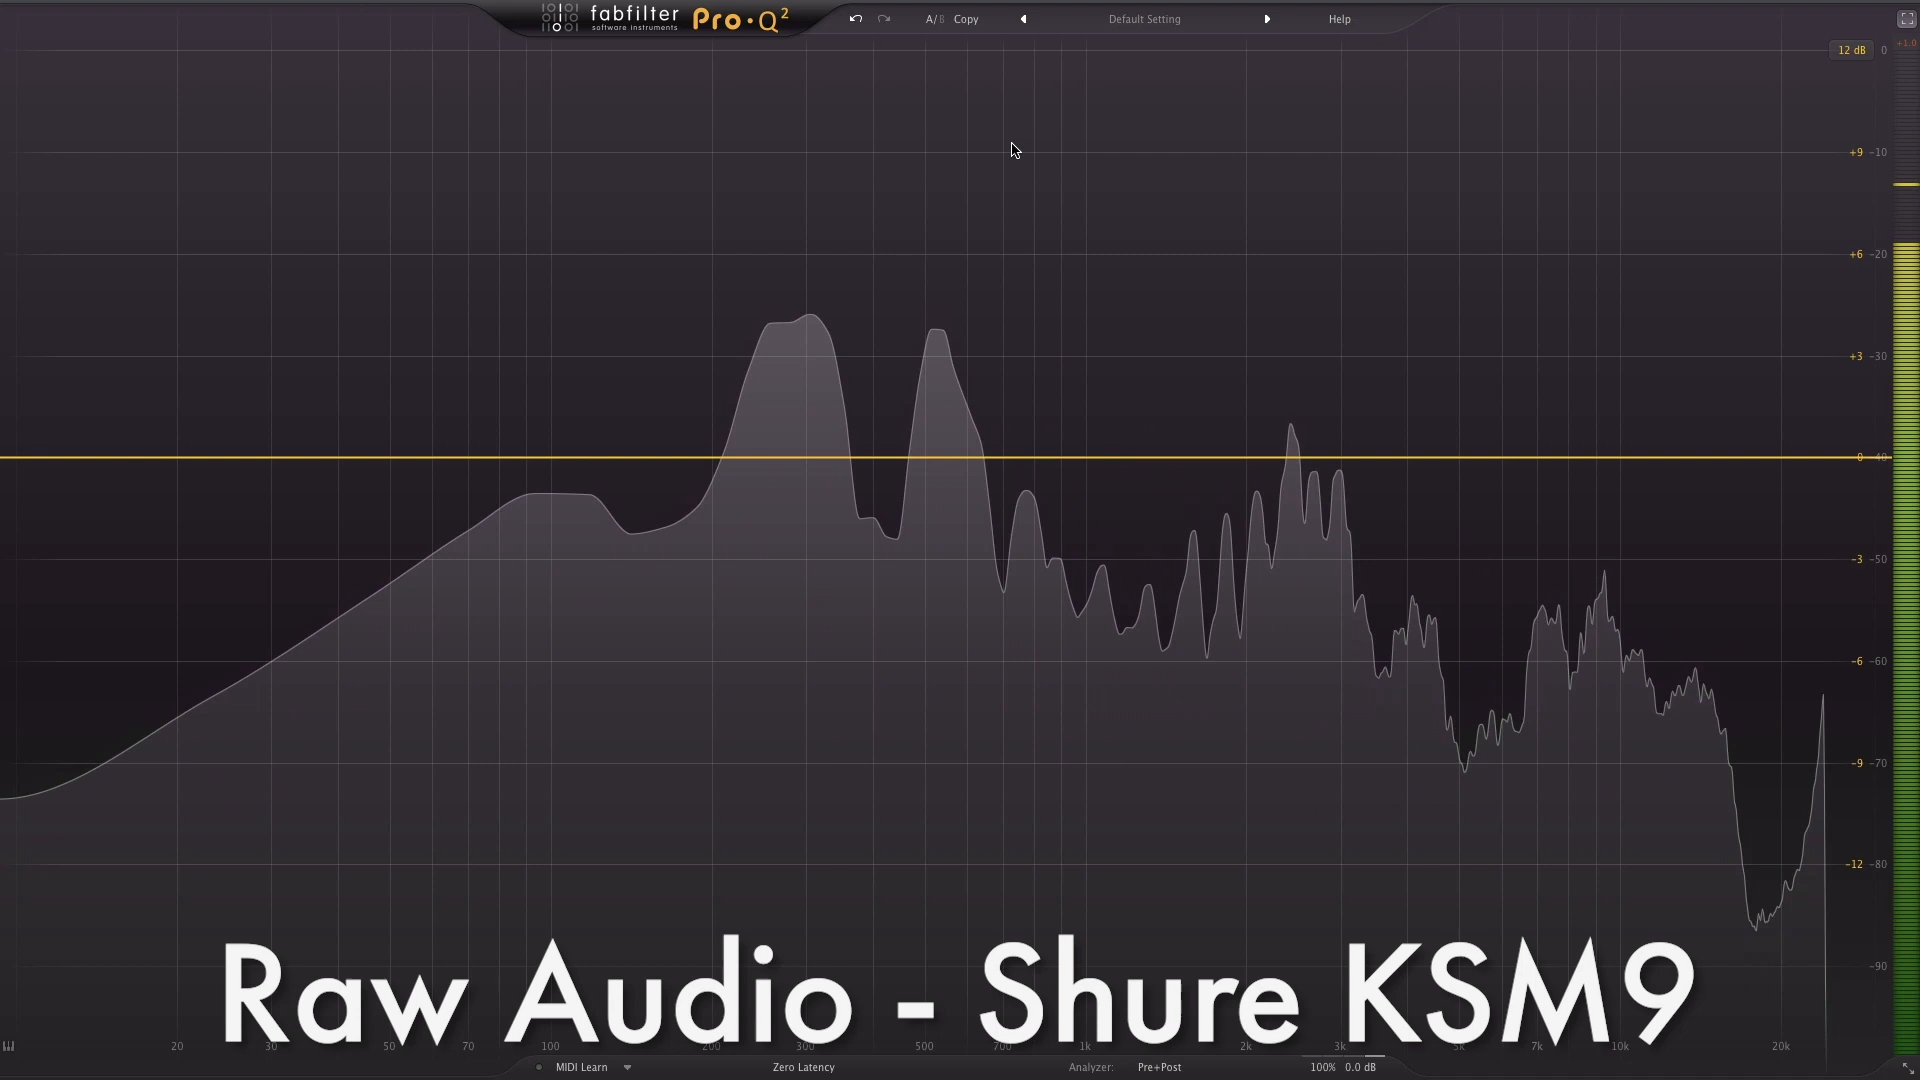 fabfilter
software instruments
Pro·Q²
A/B Copy Default Setting Help
+1.0
12 dB 0
+9 -10
+6 -20
+3 -30
0 -40
-3 -50
-6 -60
-9 -70
-12 -80
-90
Raw Audio - Shure KSM9
20 30 50 70 100 200 300 500 700 1k 2k 3k 5k 7k 10k 20k
MIDI Learn Zero Latency Analyzer: Pre+Post 100% 0.0 dB